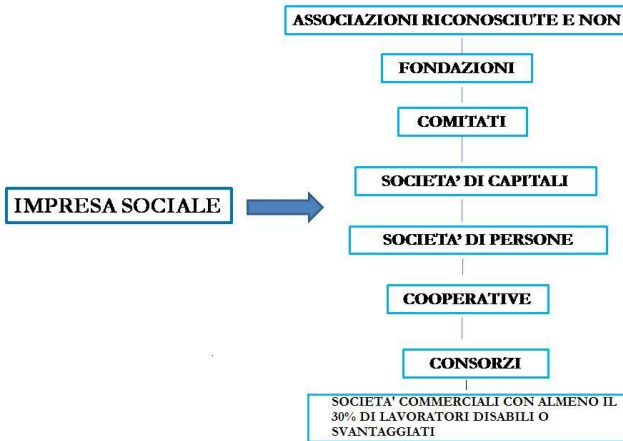 ASSOCIAZIONI RICONOSCIUTE E NON
FONDAZIONI
COMITATI
SOCIETA' DI CAPITALI
IMPRESA SOCIALE
SOCIETA' DI PERSONE
COOPERATIVE
CONSORZI
SOCIETA' COMMERCIALI CON ALMENO IL
30% DI LAVORATORI DISABILI O
SVANTAGGIATI